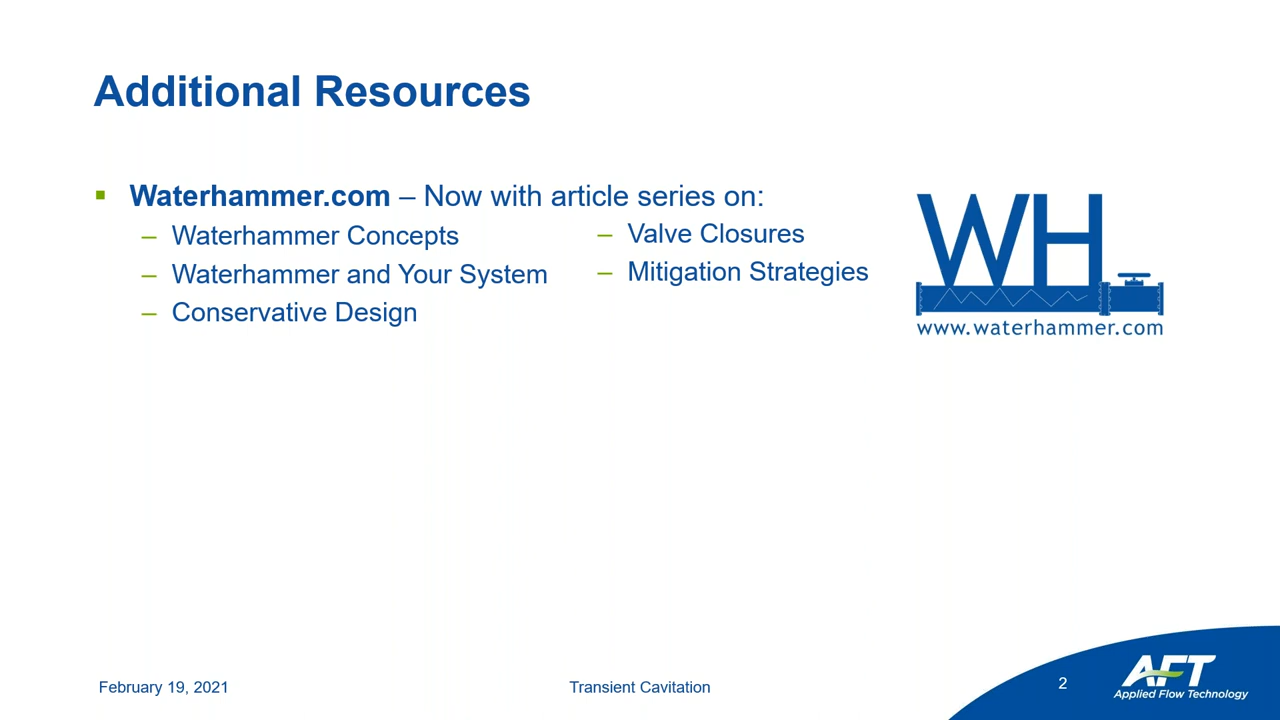 Additional Resources
▪ Waterhammer.com – Now with article series on:
– Waterhammer Concepts
– Waterhammer and Your System
– Conservative Design
– Valve Closures
– Mitigation Strategies
WH
www.waterhammer.com
February 19, 2021
Transient Cavitation
2
AFT
Applied Flow Technology